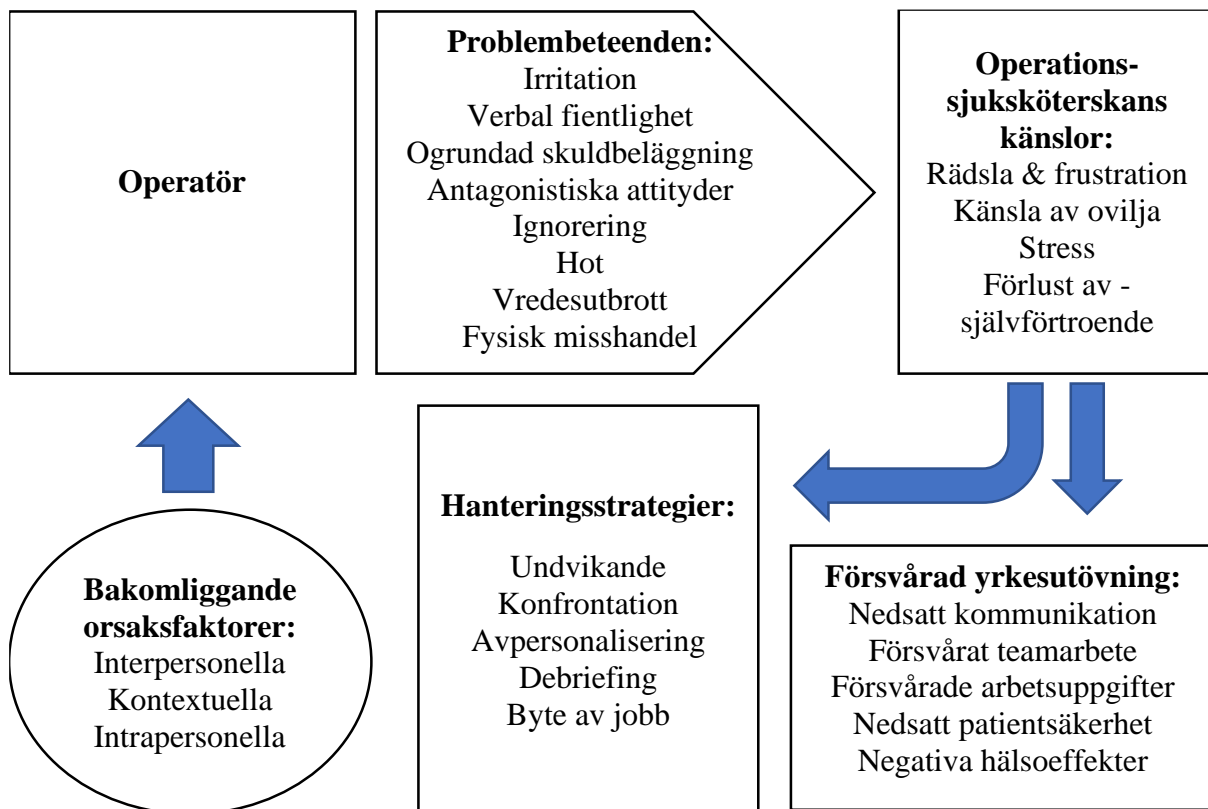 Operatör
Problembeteenden:
Irritation
Verbal fientlighet
Ogrundad skuldbeläggning
Antagonistiska attityder
Ignorering
Hot
Vredesutbrott
Fysisk misshandel
Operations-
sjuksköterskans
känslor:
Rädsla & frustration
Känsla av ovilja
Stress
Förlust av -
självförtroende
Bakomliggande
orsaksfaktorer:
Interpersonella
Kontextuella
Intrapersonella
Hanteringsstrategier:
Undvikande
Konfrontation
Avpersonalisering
Debriefing
Byte av jobb
Försvårad yrkesutövning:
Nedsatt kommunikation
Försvårat teamarbete
Försvårade arbetsuppgifter
Nedsatt patientsäkerhet
Negativa hälsoeffekter